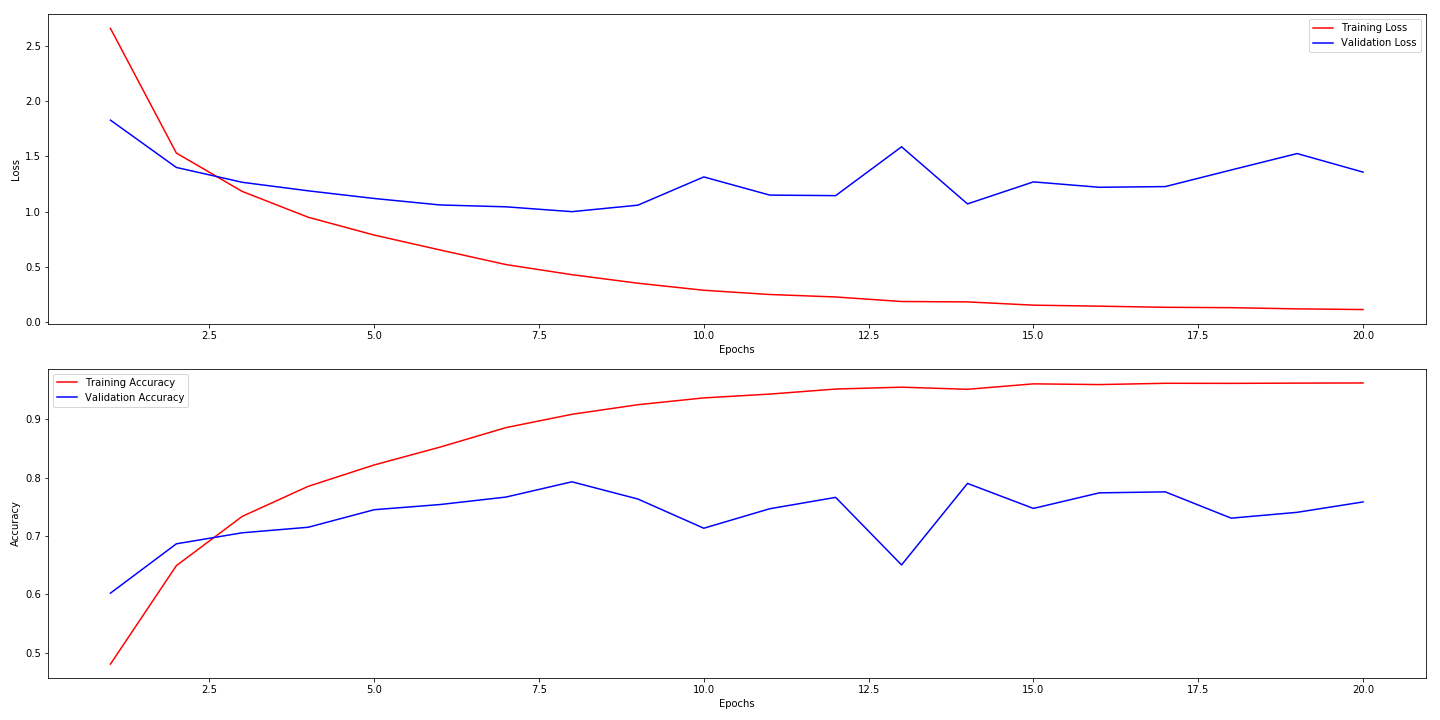 Training Loss
Validation Loss
2.5
2.0
1.5
1.0
0.5
0.0
Loss
2.5 5.0 7.5 10.0 12.5 15.0 17.5 20.0
Epochs
Training Accuracy
Validation Accuracy
0.9
0.8
0.7
0.6
0.5
Accuracy
2.5 5.0 7.5 10.0 12.5 15.0 17.5 20.0
Epochs